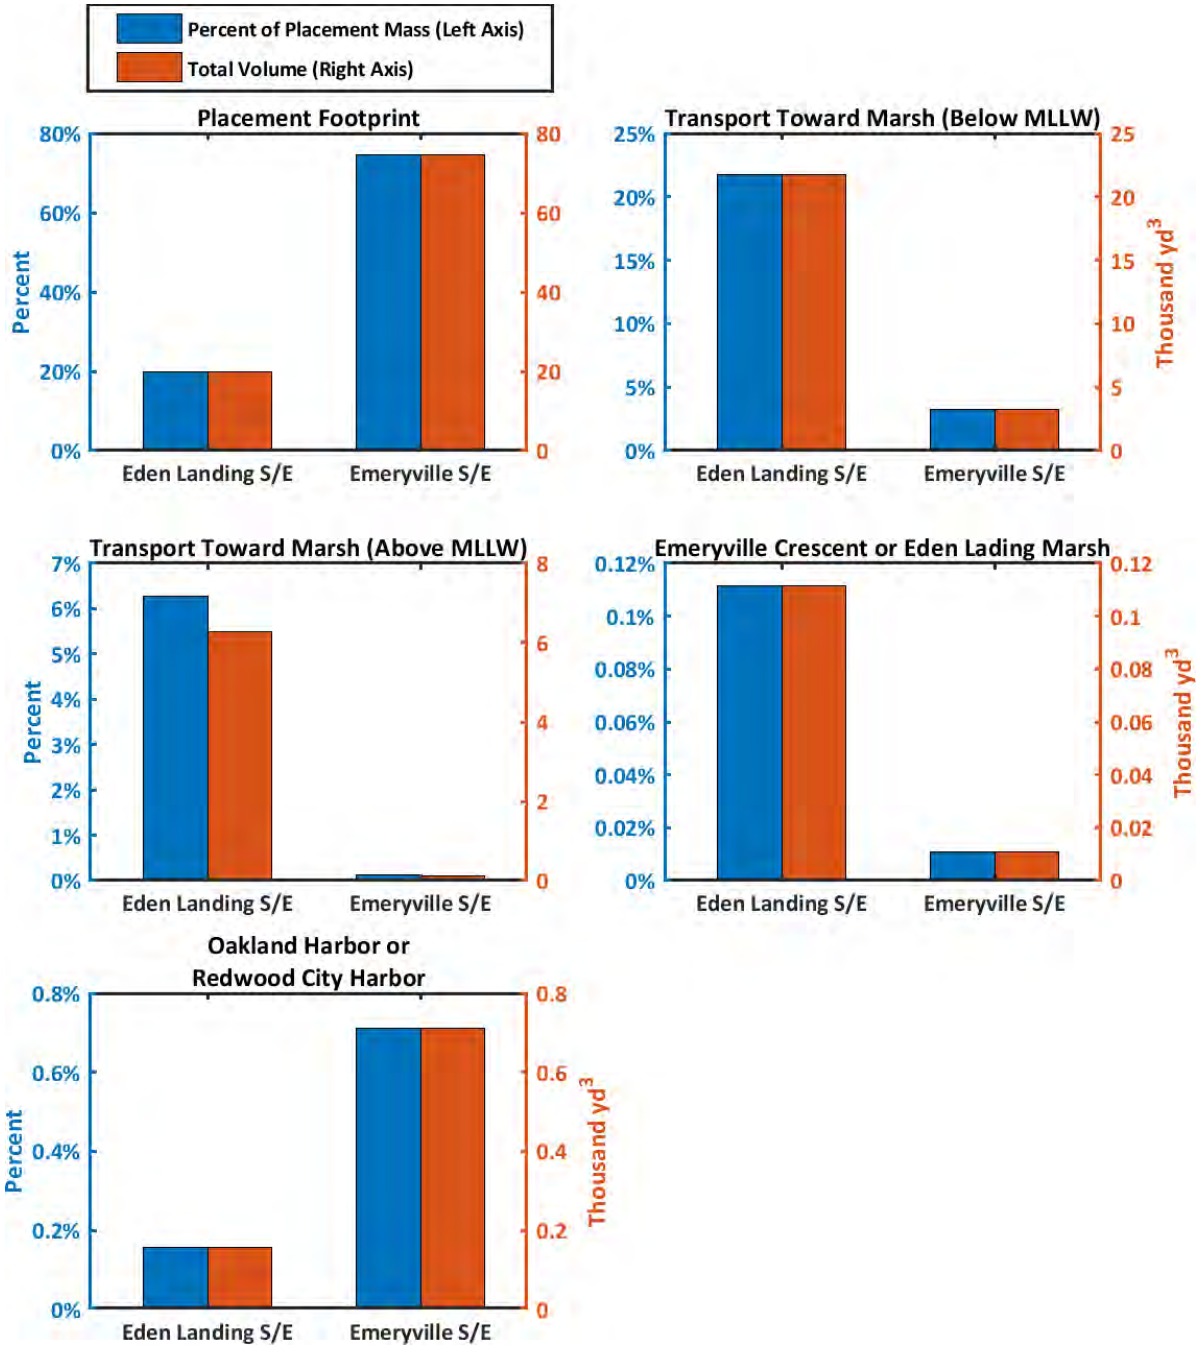 Percent of Placement Mass (Left Axis)
Total Volume (Right Axis)
Placement Footprint
80%
60%
40%
20%
0%
Percent
80
60
40
20
0
Eden Landing S/E
Emeryville S/E
Transport Toward Marsh (Below MLLW)
25%
20%
15%
10%
5%
0%
25
20
15
10
5
0
Thousand yd³
Eden Landing S/E
Emeryville S/E
Transport Toward Marsh (Above MLLW)
7%
6%
5%
4%
3%
2%
1%
0%
Percent
8
6
4
2
0
Eden Landing S/E
Emeryville S/E
Emeryville Crescent or Eden Lading Marsh
0.12%
0.1%
0.08%
0.06%
0.04%
0.02%
0%
0.12
0.1
0.08
0.06
0.04
0.02
0
Thousand yd³
Eden Landing S/E
Emeryville S/E
Oakland Harbor or
Redwood City Harbor
0.8%
0.6%
0.4%
0.2%
0%
Percent
0.8
0.6
0.4
0.2
0
Thousand yd³
Eden Landing S/E
Emeryville S/E